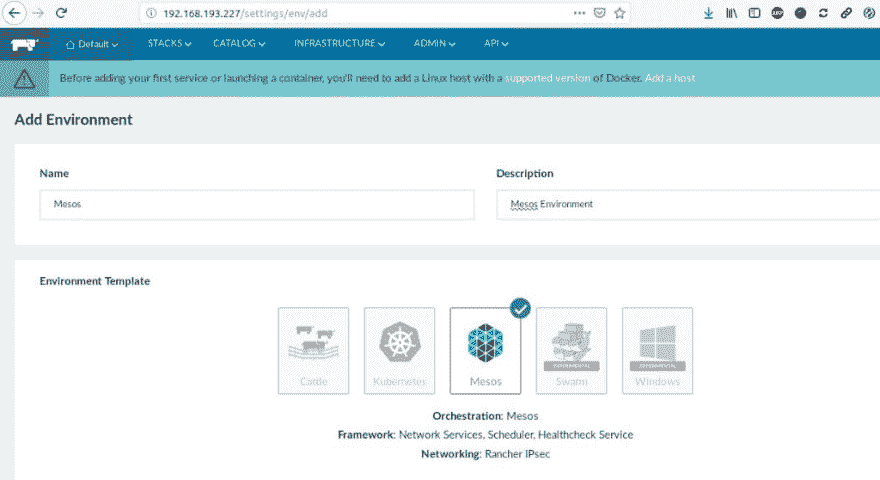 192.168.193.227/settings/env/add
Default STACKS CATALOG INFRASTRUCTURE ADMIN API
Before adding your first service or launching a container, you'll need to add a Linux host with a supported version of Docker. Add a host
Add Environment
Name Description
Mesos Mesos Environment
Environment Template
EXPERIMENTAL EXPERIMENTAL
Cattle Kubernetes Mesos Swarm Windows
Orchestration: Mesos
Framework: Network Services, Scheduler, Healthcheck Service
Networking: Rancher IPsec